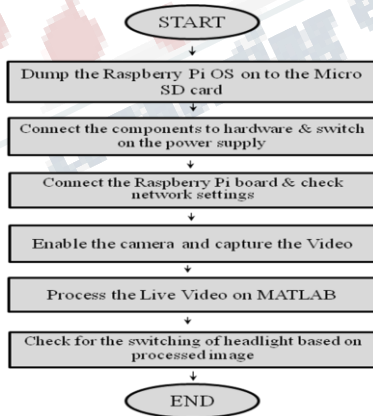 START
Dump the Raspberry Pi OS on to the Micro
SD card
Connect the components to hardware & switch
on the power supply
Connect the Raspberry Pi board & check
network settings
Enable the camera and capture the Video
Process the Live Video on MATLAB
Check for the switching of headlight based on
processed image
END